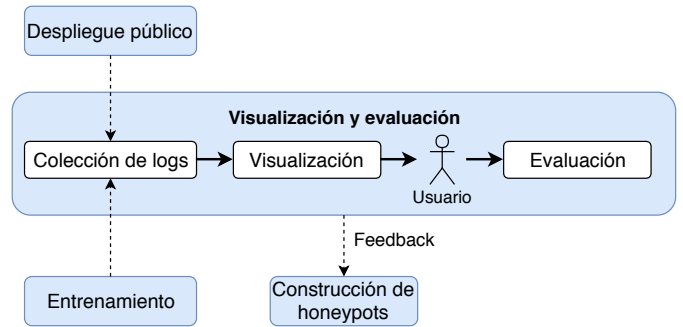 Despliegue público
Visualización y evaluación
Colección de logs
Visualización
Usuario
Evaluación
Feedback
Entrenamiento
Construcción de
honeypots